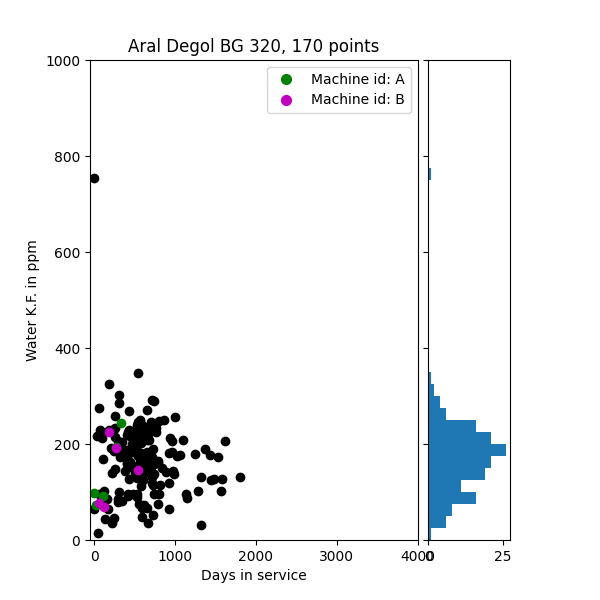 Aral Degol BG 320, 170 points
Machine id: A
Machine id: B
Water K.F. in ppm
1000
800
600
400
200
0
0
1000
2000
3000
4000
0
25
Days in service